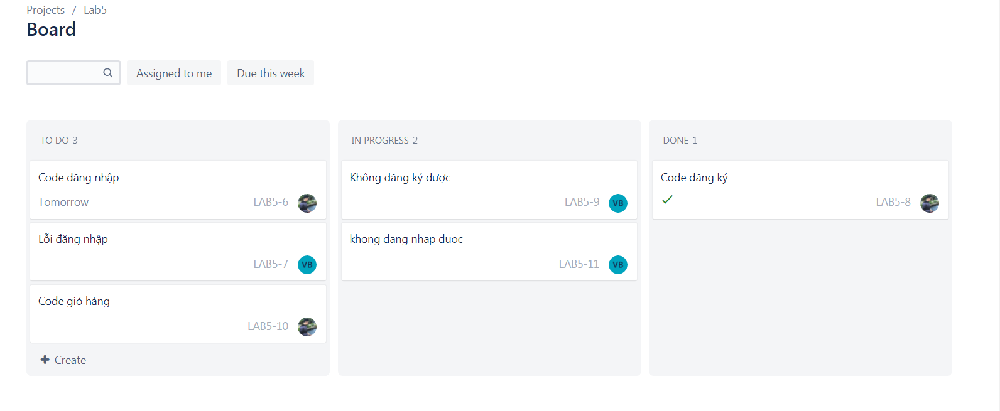 Projects / Lab5
Board
Assigned to me
Due this week
TO DO 3
Code đăng nhập
Tomorrow LAB5-6
Lỗi đăng nhập
LAB5-7 VB
Code giỏ hàng
LAB5-10
Create
IN PROGRESS 2
Không đăng ký được
LAB5-9 VB
khong dang nhap duoc
LAB5-11 VB
DONE 1
Code đăng ký
LAB5-8